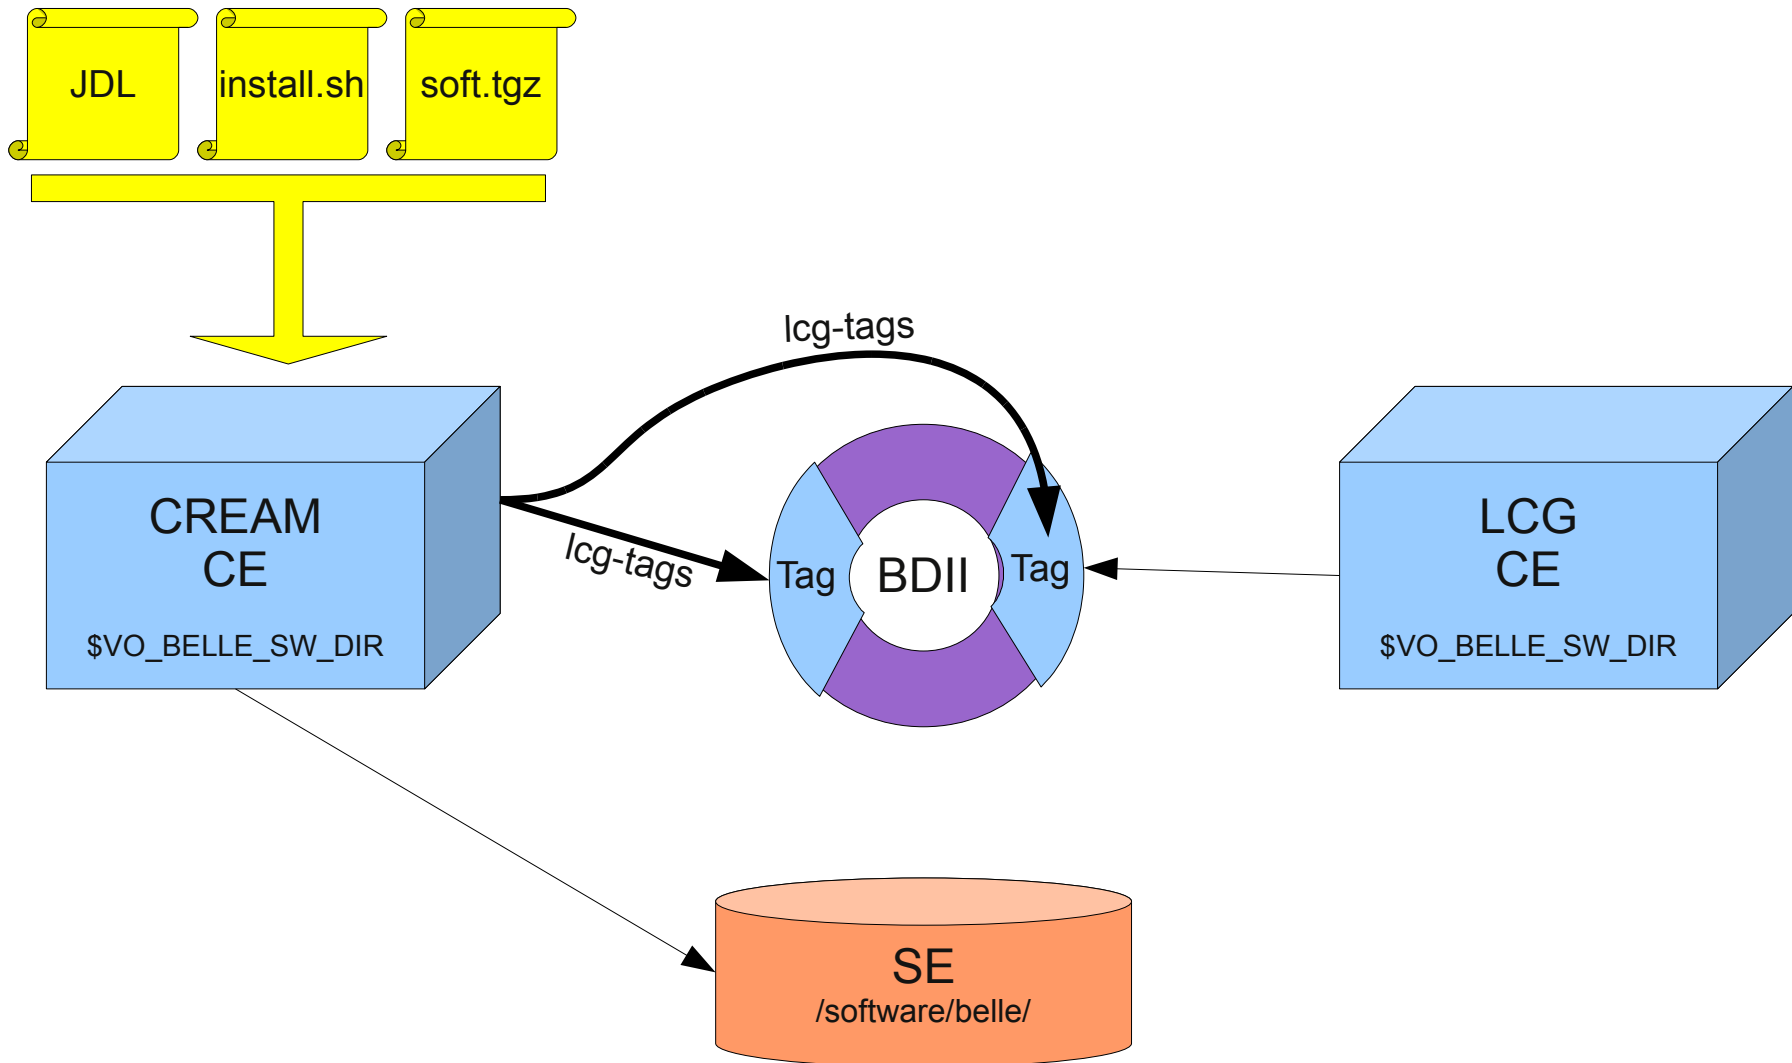 JDL
install.sh
soft.tgz
lcg-tags
CREAM
CE
$VO_BELLE_SW_DIR
lcg-tags
Tag
BDII
Tag
LCG
CE
$VO_BELLE_SW_DIR
SE
/software/belle/